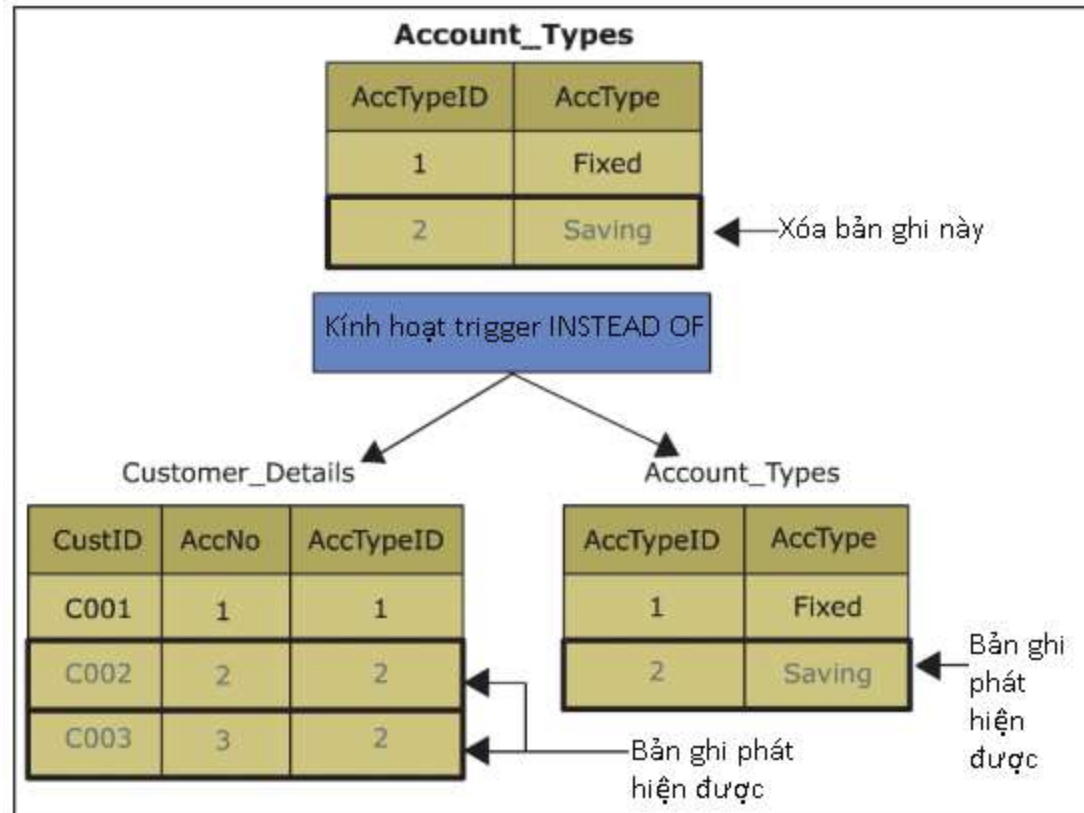 Account_Types
AccTypeID AccType
1 Fixed
2 Saving
Xóa bản ghi này
Kính hoạt trigger INSTEAD OF
Customer_Details
CustID AccNo AccTypeID
C001 1 1
C002 2 2
C003 3 2
Bản ghi phát
hiện được
Account_Types
AccTypeID AccType
1 Fixed
2 Saving
Bản ghi
phát
hiện
được